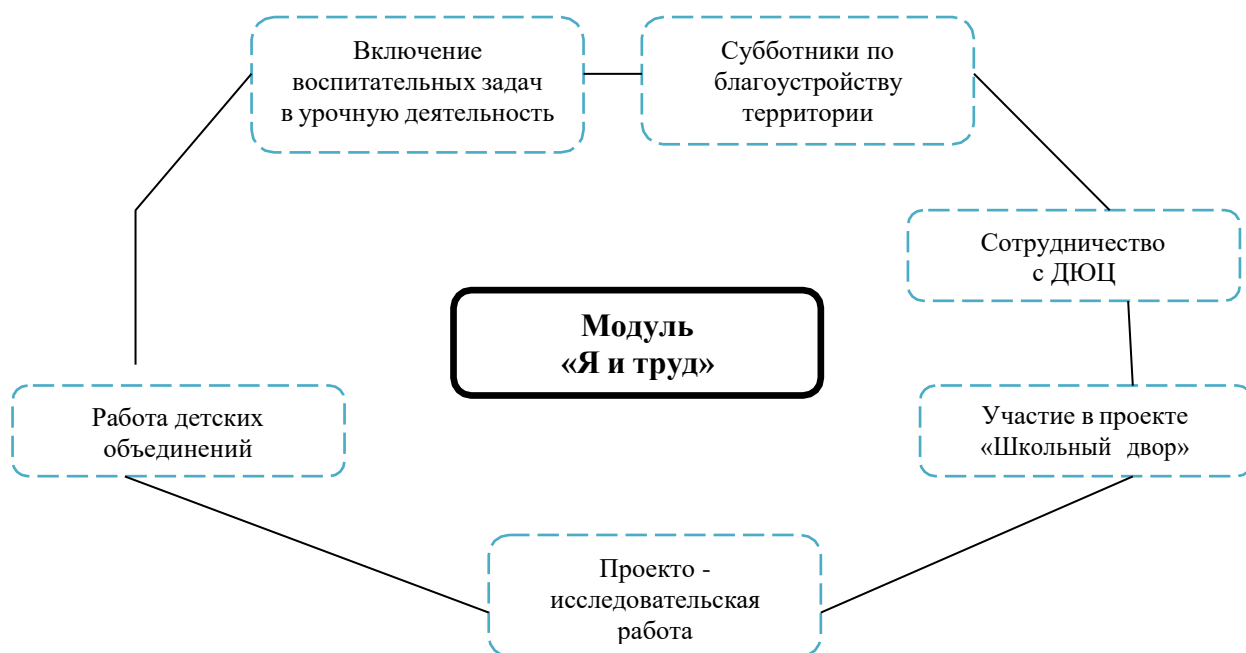 Включение
воспитательных задач
в урочную деятельность
Субботники по
благоустройству
территории
Сотрудничество
с ДЮЦ
Модуль
«Я и труд»
Работа детских
объединений
Участие в проекте
«Школьный двор»
Проекто -
исследовательская
работа